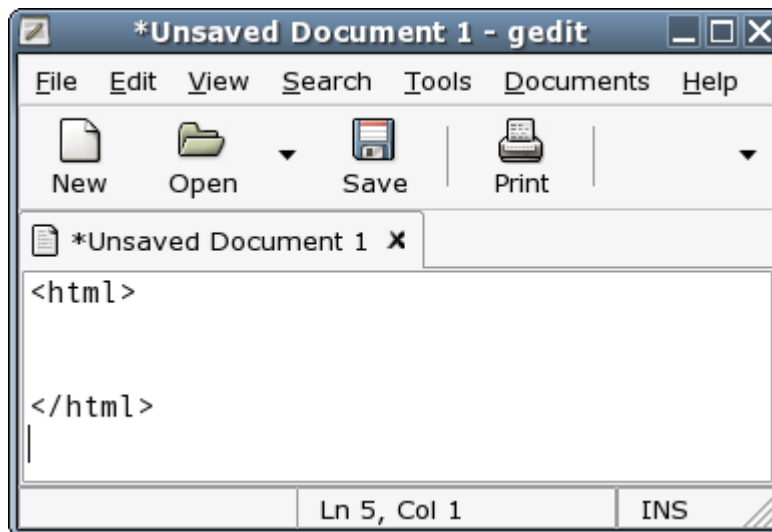 *Unsaved Document 1 - gedit
File Edit View Search Tools Documents Help
New Open Save Print
*Unsaved Document 1
<html>
</html>
Ln 5, Col 1 INS